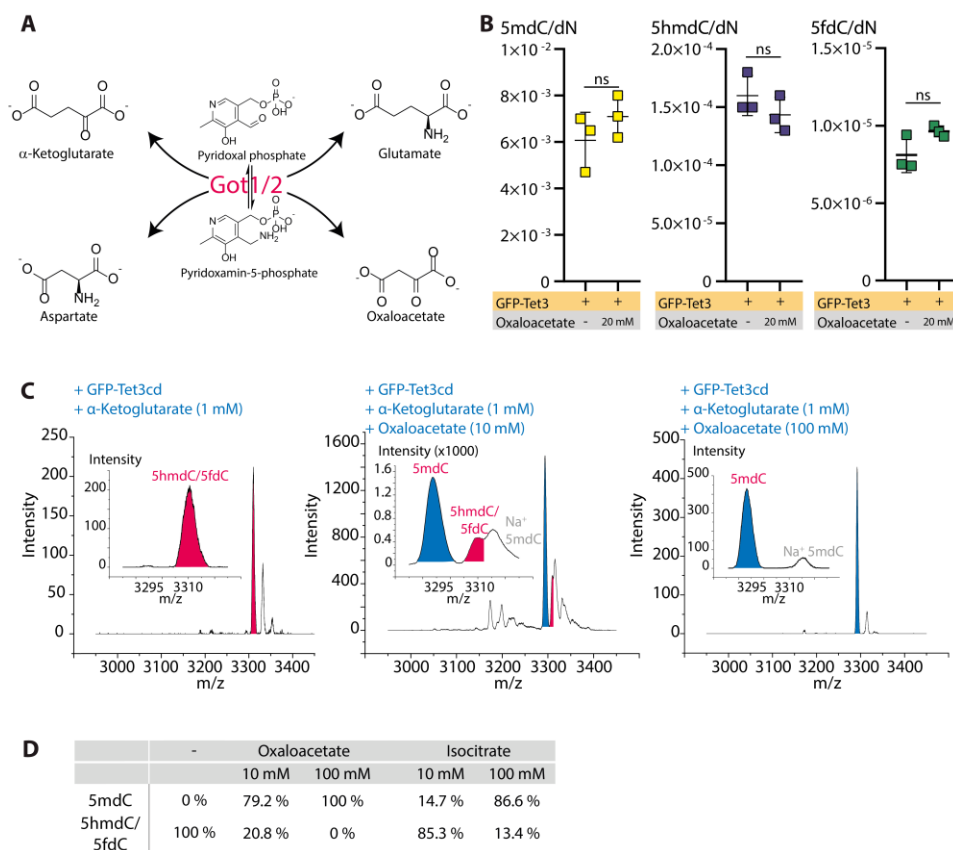 A
α-Ketoglutarate
Pyridoxal phosphate
Glutamate
Got1/2
Aspartate
Pyridoxamin-5-phosphate
Oxaloacetate
B
5mdC/dN
1×10⁻²
8×10⁻³
6×10⁻³
4×10⁻³
2×10⁻³
0
ns
GFP-Tet3 + +
Oxaloacetate - 20 mM
5hmdC/dN
2.0×10⁻⁴
1.5×10⁻⁴
1.0×10⁻⁴
5.0×10⁻⁵
0
ns
GFP-Tet3 + +
Oxaloacetate - 20 mM
5fdC/dN
1.5×10⁻⁵
1.0×10⁻⁵
5.0×10⁻⁶
0
ns
GFP-Tet3 + +
Oxaloacetate - 20 mM
C
+ GFP-Tet3cd
+ α-Ketoglutarate (1 mM)
250
200
150
100
50
0
Intensity
3000 3100 3200 3300 3400
m/z
Intensity
5hmdC/5fdC
200
100
0
3295 3310
m/z
+ GFP-Tet3cd
+ α-Ketoglutarate (1 mM)
+ Oxaloacetate (10 mM)
1600
1200
800
400
0
Intensity
3000 3100 3200 3300 3400
m/z
Intensity (x1000)
5mdC
5hmdC/
5fdC
Na⁺
5mdC
1.6
1.2
0.8
0.4
0
3295 3310
m/z
+ GFP-Tet3cd
+ α-Ketoglutarate (1 mM)
+ Oxaloacetate (100 mM)
500
400
300
200
100
0
Intensity
3000 3100 3200 3300 3400
m/z
Intensity
5mdC
Na⁺ 5mdC
500
300
100
0
3295 3310
m/z
D
- Oxaloacetate Isocitrate
10 mM 100 mM 10 mM 100 mM
5mdC 0 % 79.2 % 100 % 14.7 % 86.6 %
5hmdC/
5fdC 100 % 20.8 % 0 % 85.3 % 13.4 %